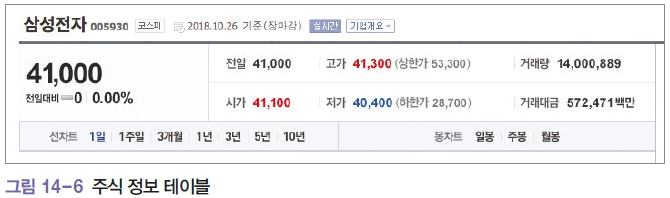 삼성전자 005930 코스피 2018.10.26 기준(장마감) 실시간 기업개요
41,000
전일대비 0 0.00%
전일 41,000 고가 41,300 (상한가 53,300) 거래량 14,000,889
시가 41,100 저가 40,400 (하한가 28,700) 거래대금 572,471 백만
선차트 1일 1주일 3개월 1년 3년 5년 10년 봉차트 일봉 주봉 월봉
그림 14-6 주식 정보 테이블